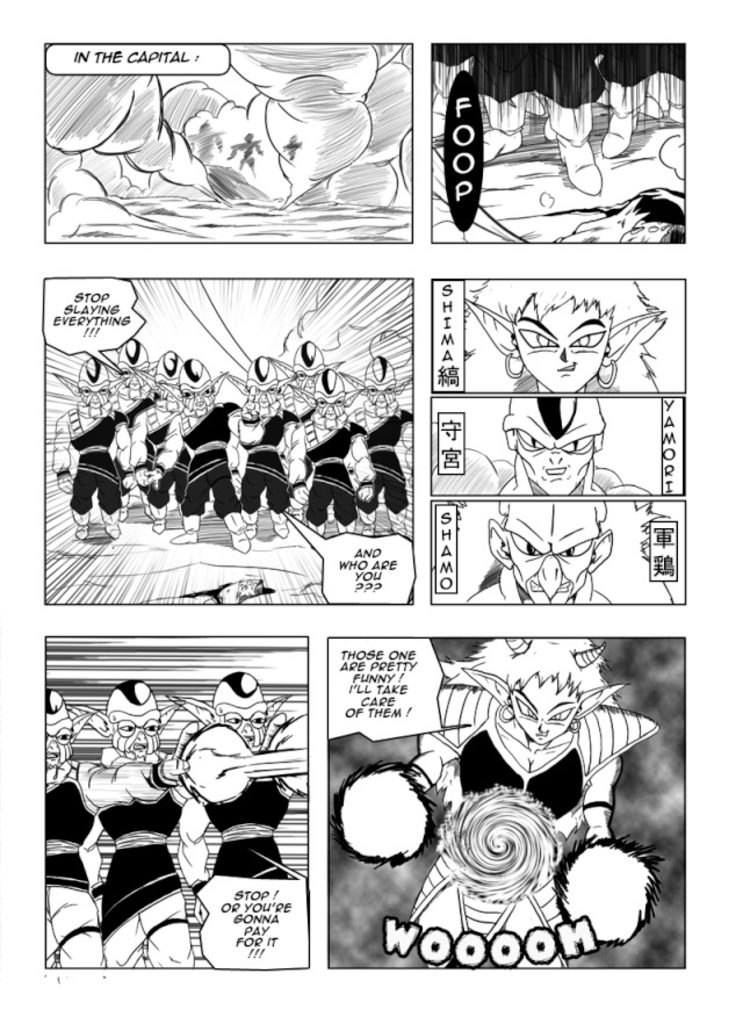 IN THE CAPITAL :
FOOP
STOP
SLAYING
EVERYTHING
!!!
AND
WHO ARE
YOU
???
SHIMA 縞
守宮
YAMORI
SHAMO
軍鶏
STOP !
OR YOU'RE
GONNA
PAY
FOR IT
!!!
THOSE ONE
ARE PRETTY
FUNNY !
I'LL TAKE
CARE
OF THEM !
WOOOOM